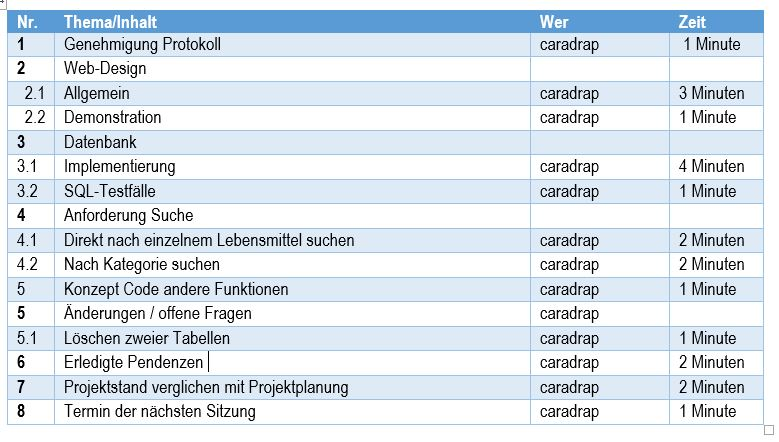 Nr. Thema/Inhalt Wer Zeit
1 Genehmigung Protokoll caradrap 1 Minute
2 Web-Design
2.1 Allgemein caradrap 3 Minuten
2.2 Demonstration caradrap 1 Minute
3 Datenbank
3.1 Implementierung caradrap 4 Minuten
3.2 SQL-Testfälle caradrap 1 Minute
4 Anforderung Suche
4.1 Direkt nach einzelnem Lebensmittel suchen caradrap 2 Minuten
4.2 Nach Kategorie suchen caradrap 2 Minuten
5 Konzept Code andere Funktionen caradrap 1 Minute
5 Änderungen / offene Fragen caradrap
5.1 Löschen zweier Tabellen caradrap 1 Minute
6 Erledigte Pendenzen caradrap 2 Minuten
7 Projektstand verglichen mit Projektplanung caradrap 2 Minuten
8 Termin der nächsten Sitzung caradrap 1 Minute